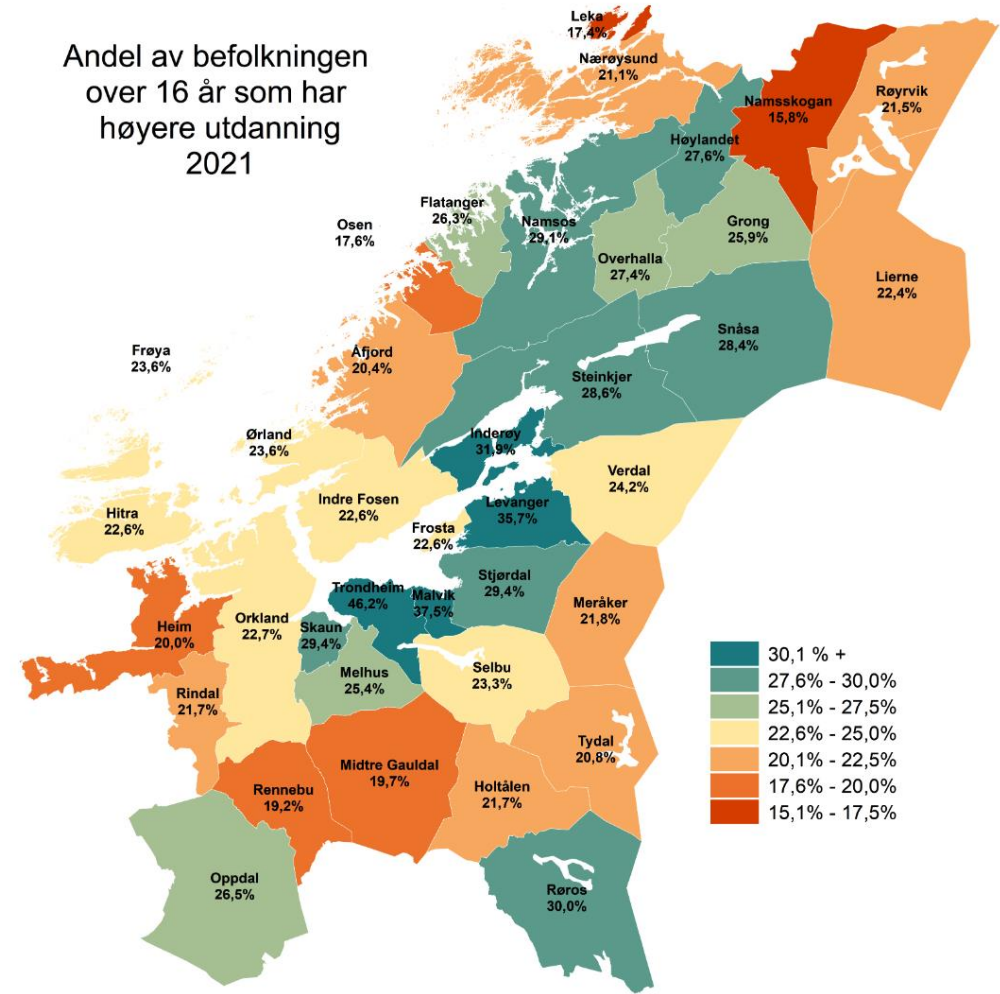 Andel av befolkningen
over 16 år som har
høyere utdanning
2021
Leka
17,4%
Nærøysund
21,1%
Namsskogan
15,8%
Røyrvik
21,5%
Høylandet
27,6%
Flatanger
26,3%
Osen
17,6%
Namsos
29,1%
Grong
25,9%
Overhalla
27,4%
Lierne
22,4%
Snåsa
28,4%
Frøya
23,6%
Åfjord
20,4%
Steinkjer
28,6%
Ørland
23,6%
Inderøy
31,9%
Verdal
24,2%
Indre Fosen
22,6%
Hitra
22,6%
Levanger
35,7%
Frosta
22,6%
Stjørdal
29,4%
Trondheim
46,2%
Malvik
37,5%
Meråker
21,8%
Orkland
22,7%
Heim
20,0%
Skaun
29,4%
Melhus
25,4%
Selbu
23,3%
Rindal
21,7%
Tydal
20,8%
Midtre Gauldal
19,7%
Rennebu
19,2%
Holtålen
21,7%
Oppdal
26,5%
Røros
30,0%
30,1 % +
27,6% - 30,0%
25,1% - 27,5%
22,6% - 25,0%
20,1% - 22,5%
17,6% - 20,0%
15,1% - 17,5%